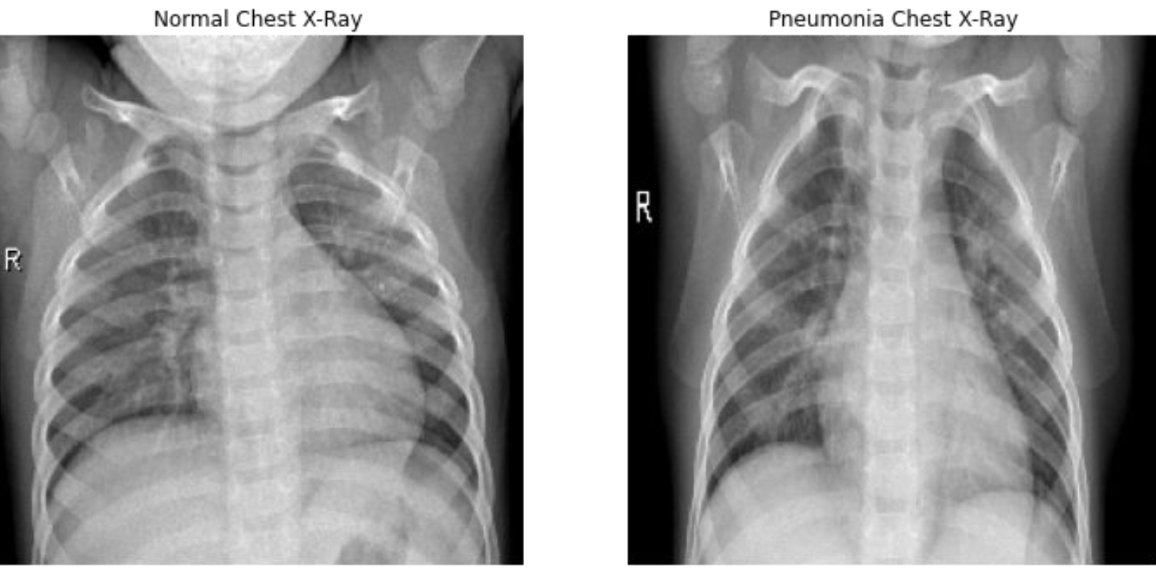 Normal Chest X-Ray
Pneumonia Chest X-Ray
R
R